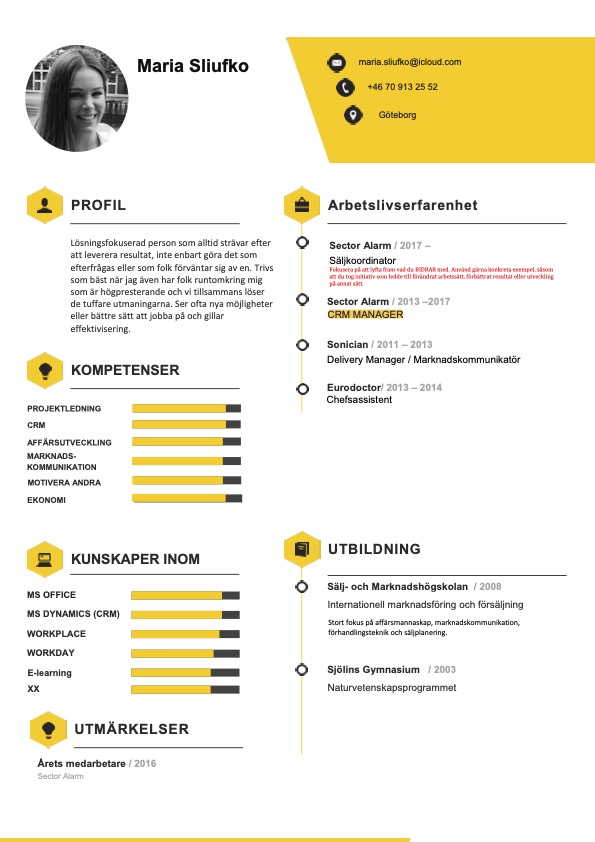 Maria Sliufko
maria.sliufko@icloud.com
+46 70 913 25 52
Göteborg
PROFIL
Lösningsfokuserad person som alltid strävar efter
att leverera resultat, inte enbart göra det som
efterfrågas eller som folk förväntar sig av en. Trivs
som bäst när jag även har folk runtomkring mig
som är högpresterande och vi tillsammans löser
de tuffare utmaningarna. Ser ofta nya möjligheter
eller bättre sätt att jobba på och gillar
effektivisering.
KOMPETENSER
PROJEKTLEDNING
CRM
AFFÄRSUTVECKLING
MARKNADS-
KOMMUNIKATION
MOTIVERA ANDRA
EKONOMI
KUNSKAPER INOM
MS OFFICE
MS DYNAMICS (CRM)
WORKPLACE
WORKDAY
E-learning
XX
UTMÄRKELSER
Årets medarbetare / 2016
Sector Alarm
Arbetslivserfarenhet
Sector Alarm / 2017 –
Säljkoordinator
Fokusera på att lyfta fram vad du BIDRAR med. Använd gärna konkreta exempel, såsom
att du tog initiativ som ledde till förändrat arbetssätt, förbättrat resultat eller utveckling
på annat sätt.
Sector Alarm / 2013 –2017
CRM MANAGER
Sonician / 2011 – 2013
Delivery Manager / Marknadskommunikatör
Eurodoctor/ 2013 – 2014
Chefsassistent
UTBILDNING
Sälj- och Marknadshögskolan / 2008
Internationell marknadsföring och försäljning
Stort fokus på affärsmannaskap, marknadskommunikation,
förhandlingsteknik och säljplanering.
Sjölins Gymnasium / 2003
Naturvetenskapsprogrammet